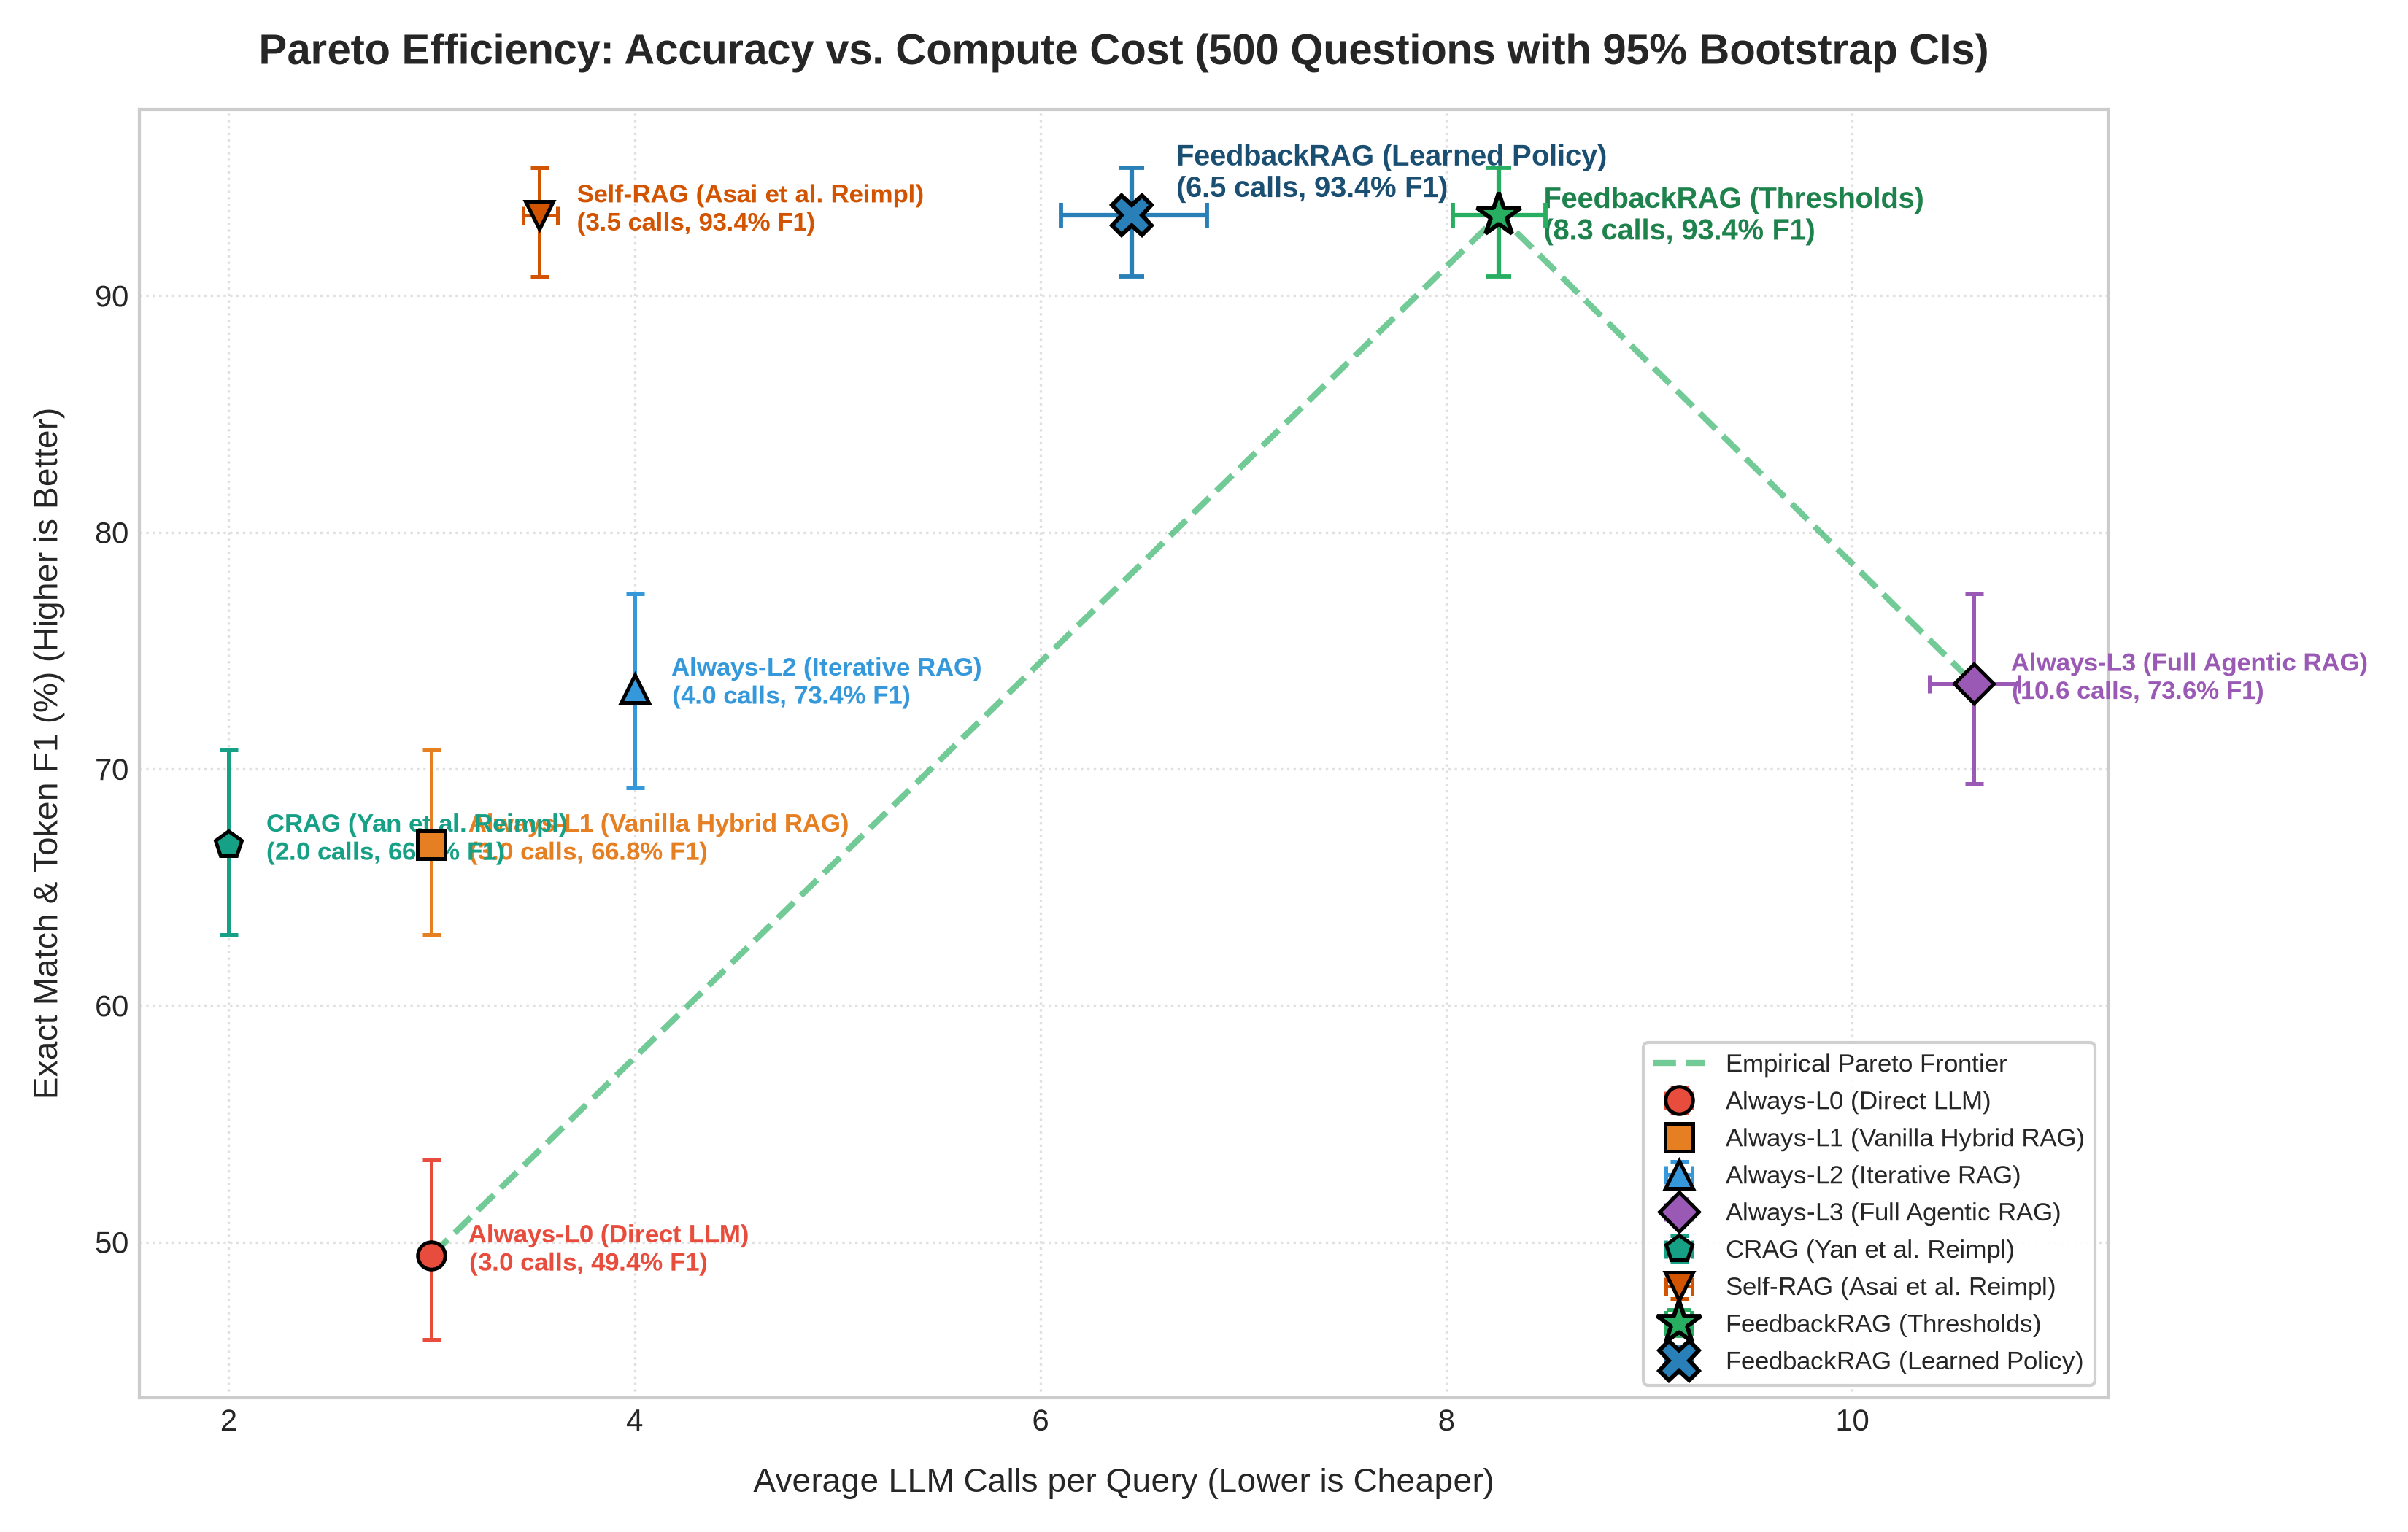 Pareto Efficiency: Accuracy vs. Compute Cost (500 Questions with 95% Bootstrap CIs)
Exact Match & Token F1 (%) (Higher is Better)
90
80
70
60
50
FeedbackRAG (Learned Policy)
(6.5 calls, 93.4% F1)
Self-RAG (Asai et al. Reimpl)
(3.5 calls, 93.4% F1)
FeedbackRAG (Thresholds)
(8.3 calls, 93.4% F1)
Always-L2 (Iterative RAG)
(4.0 calls, 73.4% F1)
Always-L3 (Full Agentic RAG)
(10.6 calls, 73.6% F1)
CRAG (Yan et al. Reimpl)
(2.0 calls, 66 % F1)
Always-L1 (Vanilla Hybrid RAG)
(3.0 calls, 66.8% F1)
Always-L0 (Direct LLM)
(3.0 calls, 49.4% F1)
Empirical Pareto Frontier
Always-L0 (Direct LLM)
Always-L1 (Vanilla Hybrid RAG)
Always-L2 (Iterative RAG)
Always-L3 (Full Agentic RAG)
CRAG (Yan et al. Reimpl)
Self-RAG (Asai et al. Reimpl)
FeedbackRAG (Thresholds)
FeedbackRAG (Learned Policy)
2
4
6
8
10
Average LLM Calls per Query (Lower is Cheaper)